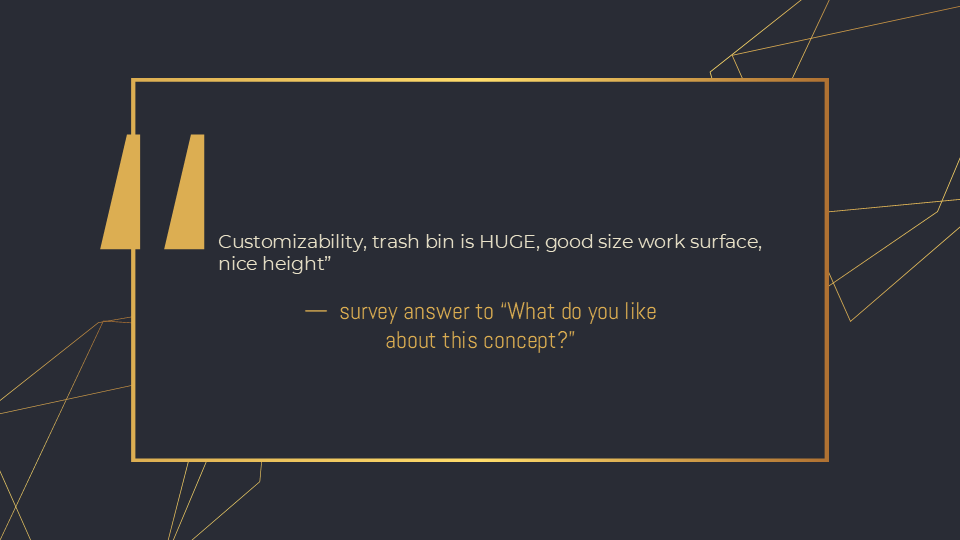 Customizability, trash bin is HUGE, good size work surface,
nice height”
— survey answer to “What do you like
about this concept?”